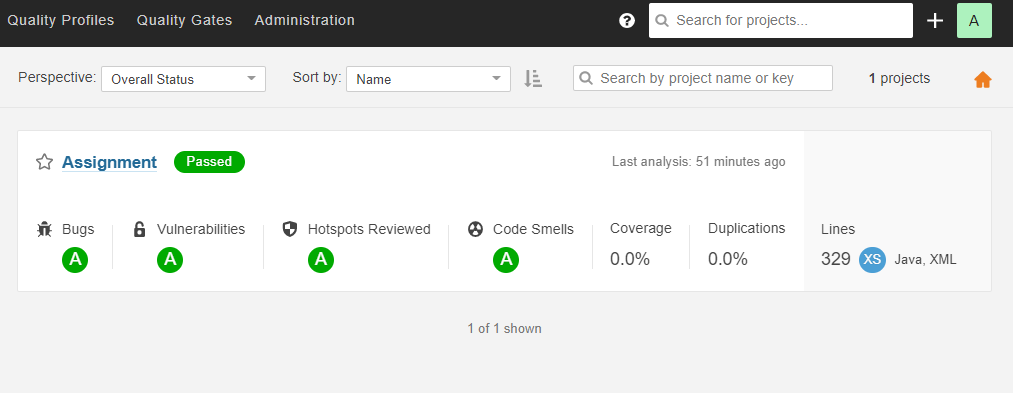 Quality Profiles Quality Gates Administration ? Search for projects... + A
Perspective: Overall Status Sort by: Name Search by project name or key 1 projects
Assignment Passed Last analysis: 51 minutes ago
Bugs Vulnerabilities Hotspots Reviewed Code Smells Coverage Duplications Lines
A A A A 0.0% 0.0% 329 XS Java, XML
1 of 1 shown